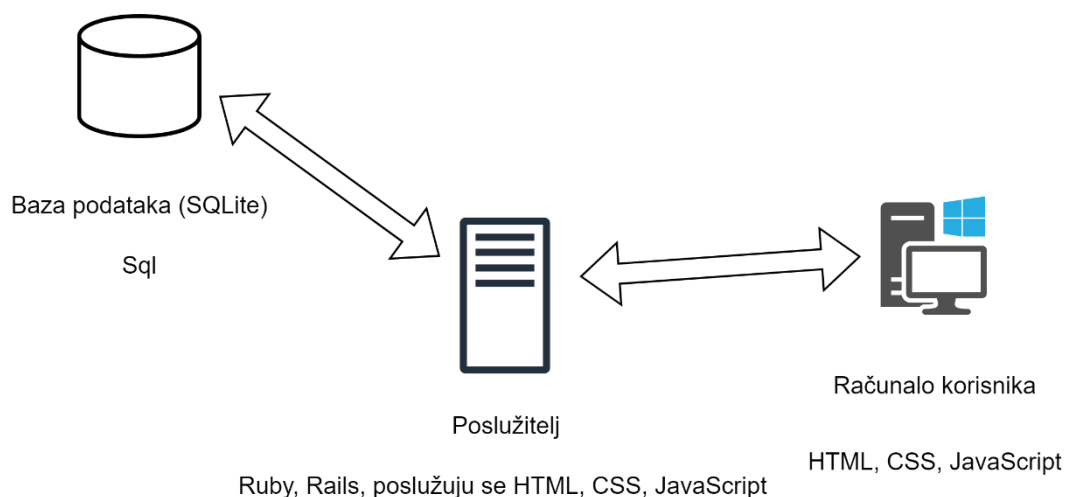 Baza podataka (SQLite)
Sql
Poslužitelj
Ruby, Rails, poslužuju se HTML, CSS, JavaScript
Računalo korisnika
HTML, CSS, JavaScript